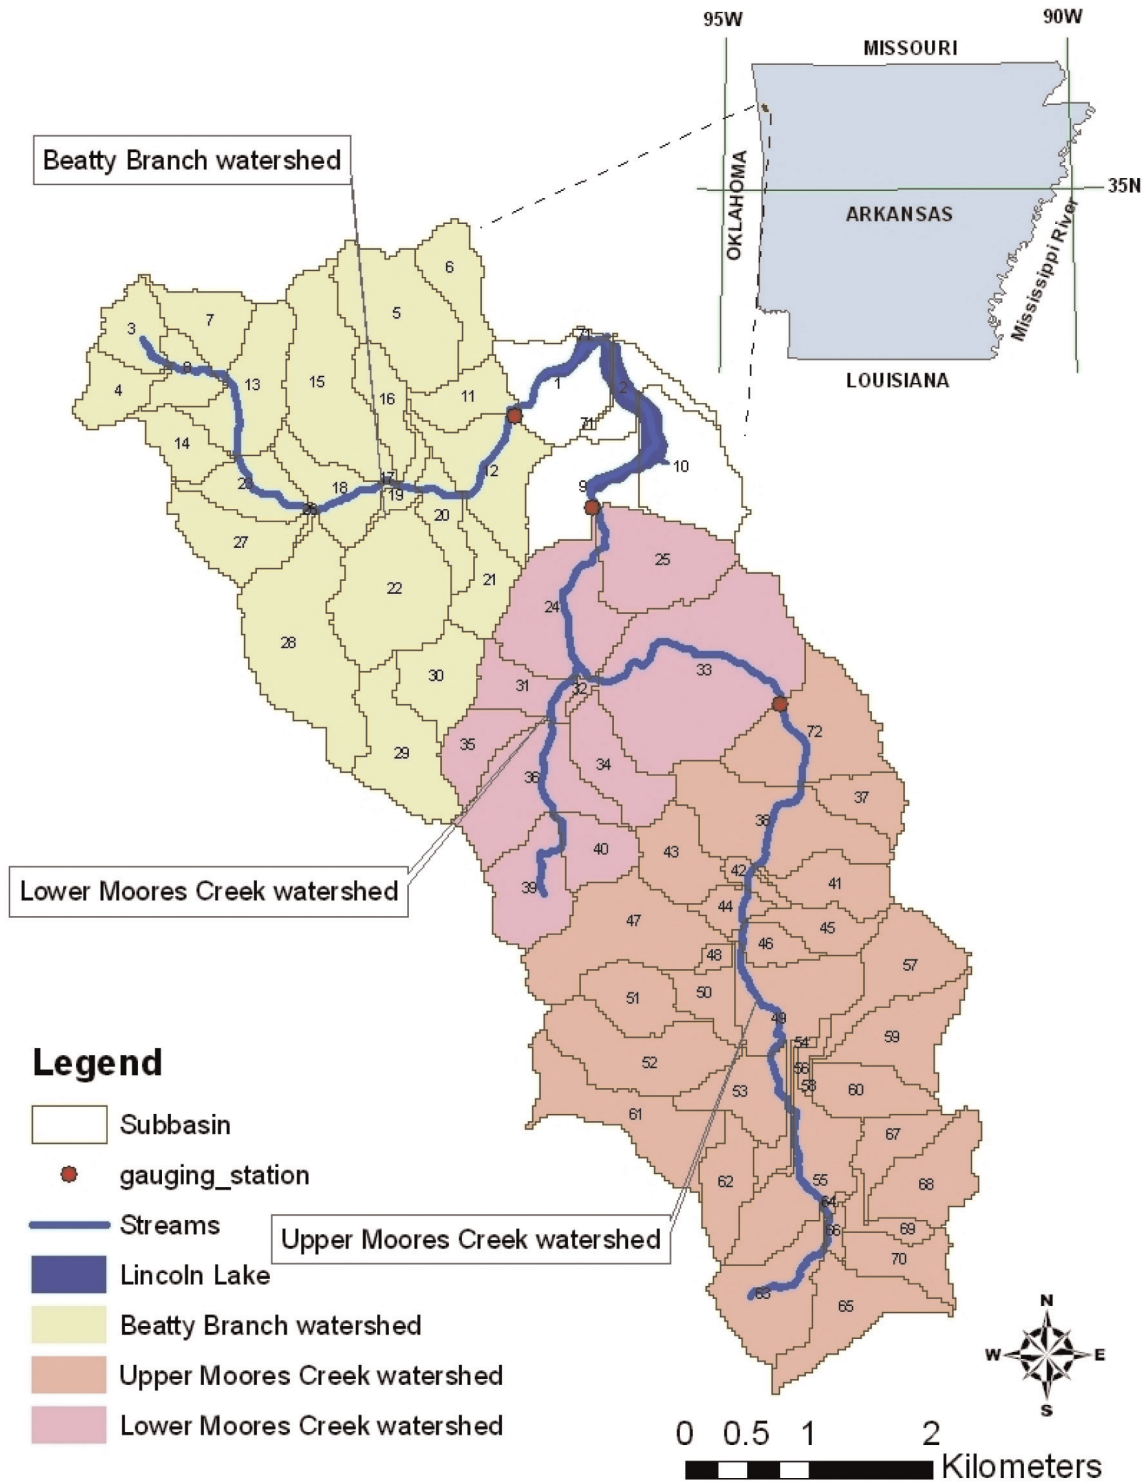 95W
90W
MISSOURI
35N
OKLAHOMA
ARKANSAS
Mississippi River
LOUISIANA
Beatty Branch watershed
6
7
5
3
71
8
4
13
15
16
11
1
2
71
14
10
23
18
17
19
12
9
26
20
27
22
21
25
24
28
30
31
32
33
29
35
34
72
36
37
38
43
40
42
41
39
Lower Moores Creek watershed
44
47
45
46
48
57
51
50
49
59
54
52
56
58
60
53
61
67
62
55
68
64
66
69
70
63
65
Upper Moores Creek watershed
Legend
Subbasin
gauging_station
Streams
Lincoln Lake
Beatty Branch watershed
Upper Moores Creek watershed
Lower Moores Creek watershed
N
W
E
S
0 0.5 1 2
Kilometers